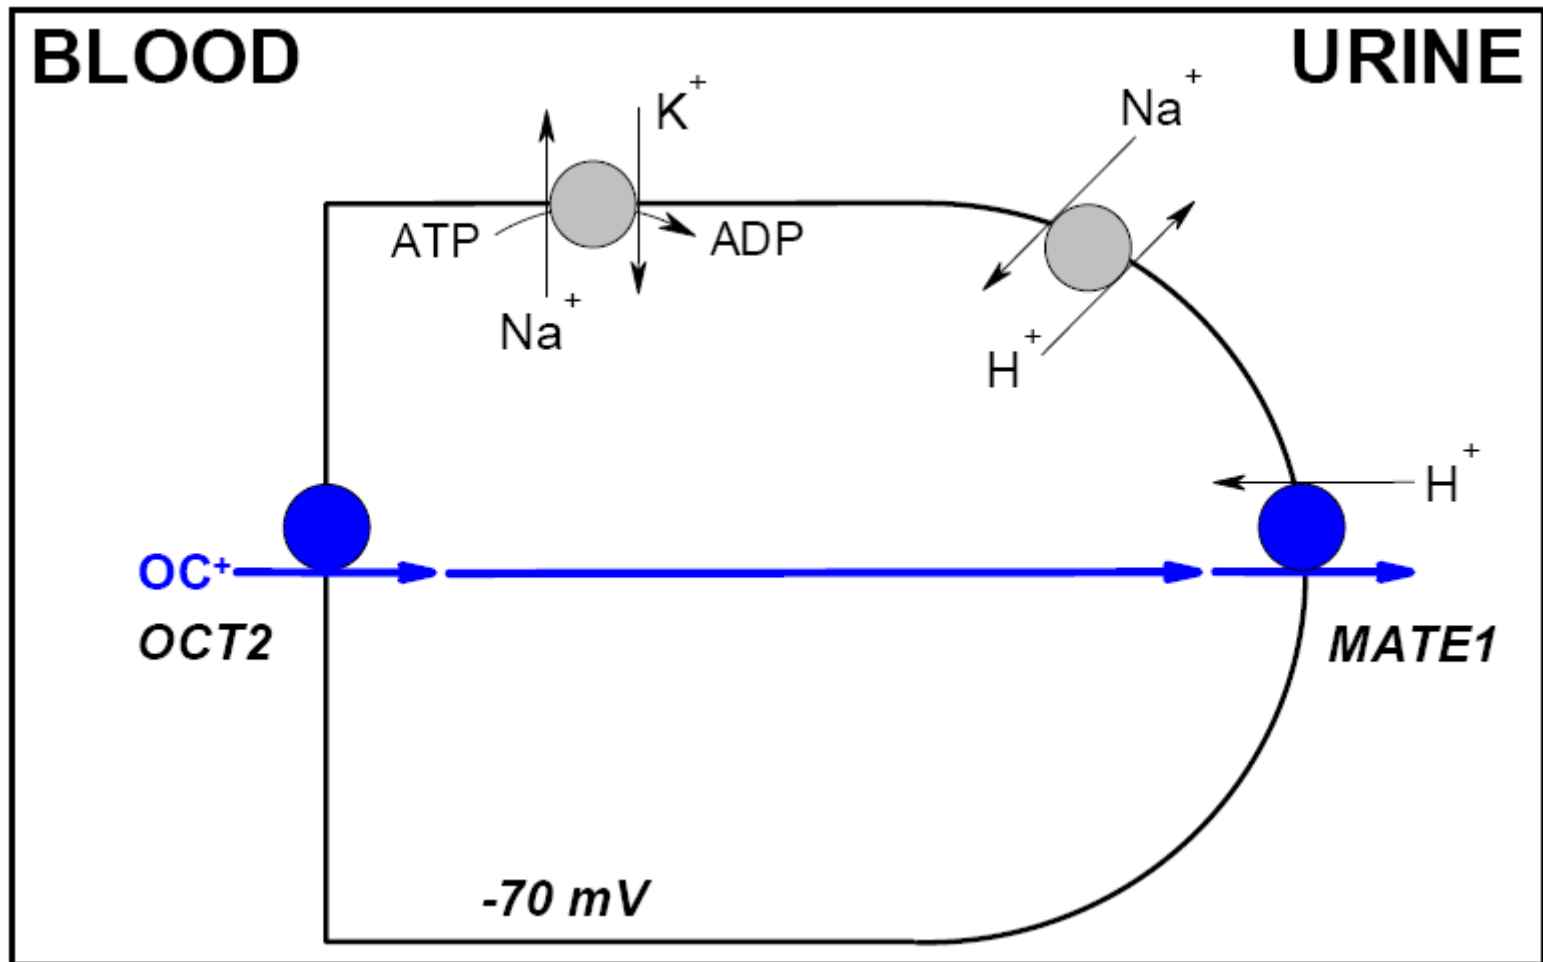 BLOOD
URINE
K+
Na+
ATP
ADP
Na+
H+
H+
OC+
OCT2
MATE1
-70 mV